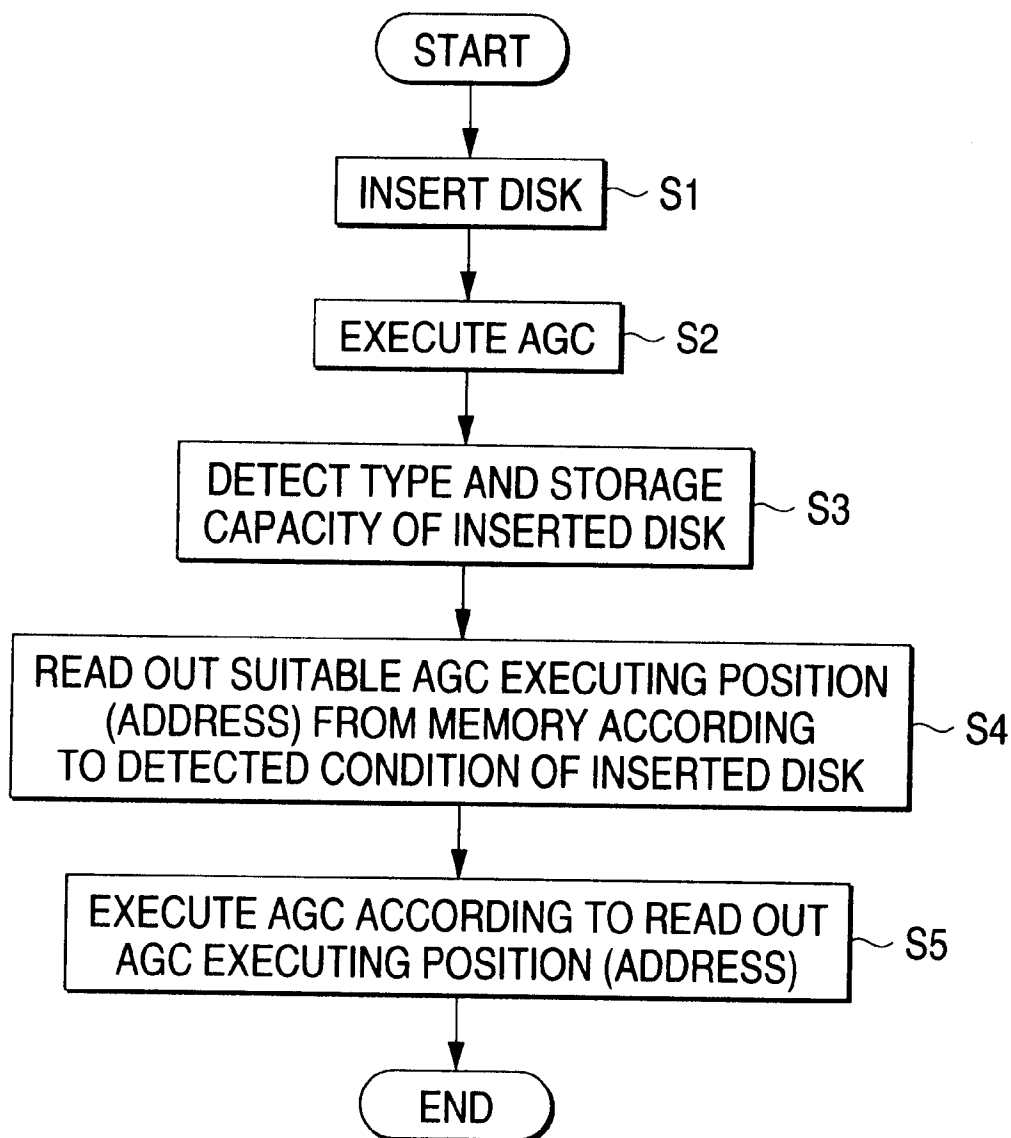 START
INSERT DISK S1
EXECUTE AGC S2
DETECT TYPE AND STORAGE
CAPACITY OF INSERTED DISK
S3
READ OUT SUITABLE AGC EXECUTING POSITION
(ADDRESS) FROM MEMORY ACCORDING
TO DETECTED CONDITION OF INSERTED DISK
S4
EXECUTE AGC ACCORDING TO READ OUT
AGC EXECUTING POSITION (ADDRESS)
S5
END